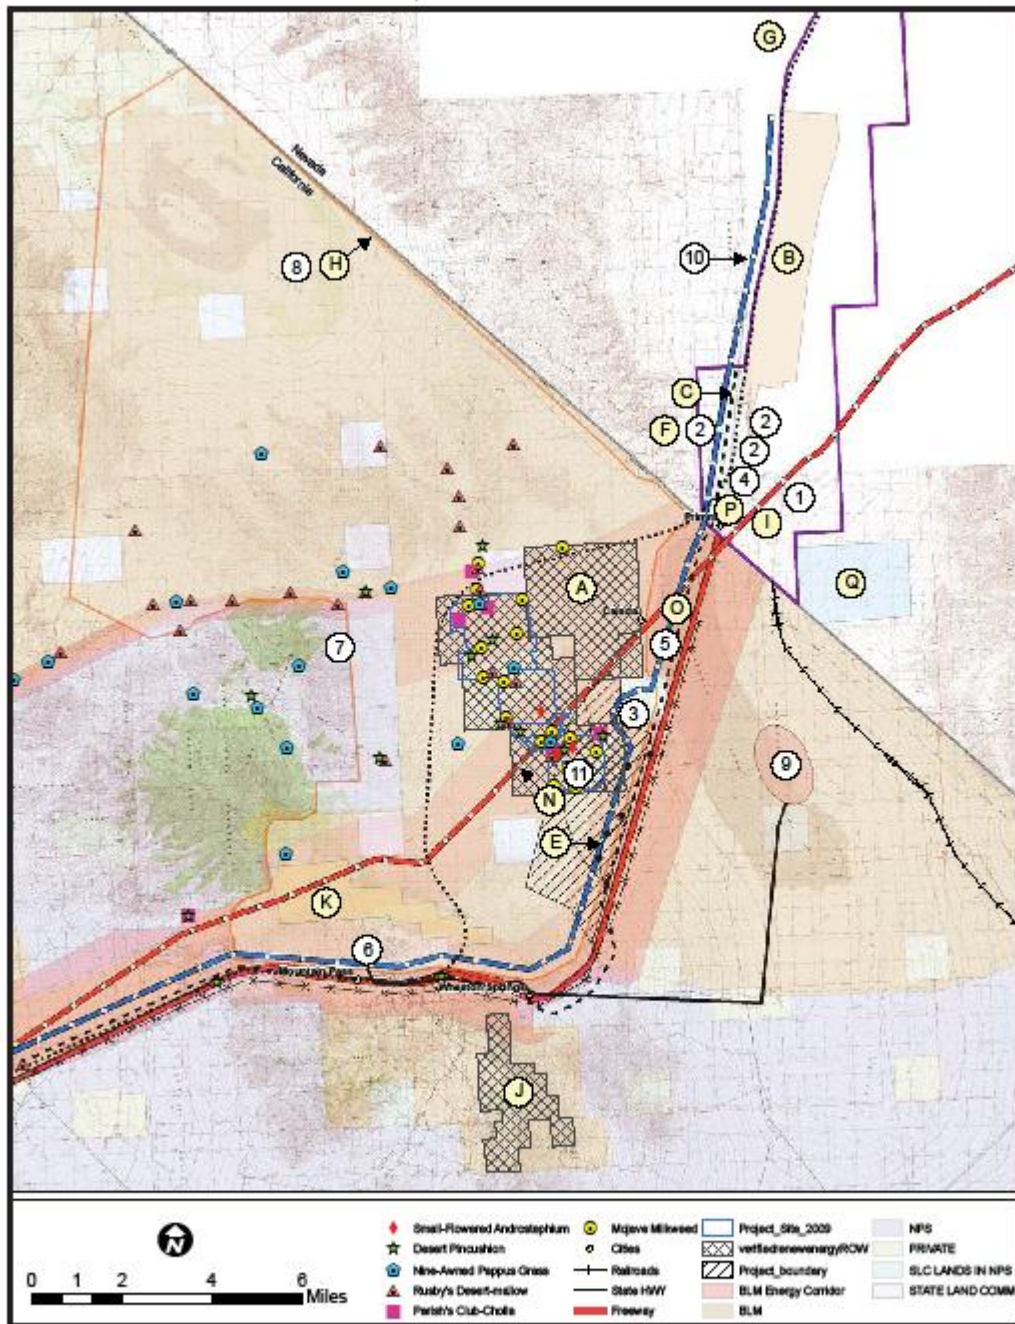 G
Nevada
California
8
H
10
B
C
F
2
2
2
4
1
P
I
A
Q
O
7
5
3
9
11
N
E
K
6
Mountain Pass
Wheaton Springs
J
N
0 1 2 4 6
Miles
Small-Flowered Androstephium
Desert Pincushion
Nine-Awned Pappus Grass
Rusby's Desert-mallow
Parish's Club-Cholla
Mojave Milkweed
Cities
Railroads
State HWY
Freeway
Project_Site_2009
verifiedrenewenergyROW
Project_boundary
BLM Energy Corridor
BLM
NPS
PRIVATE
SLC LANDS IN NPS
STATE LAND COMM